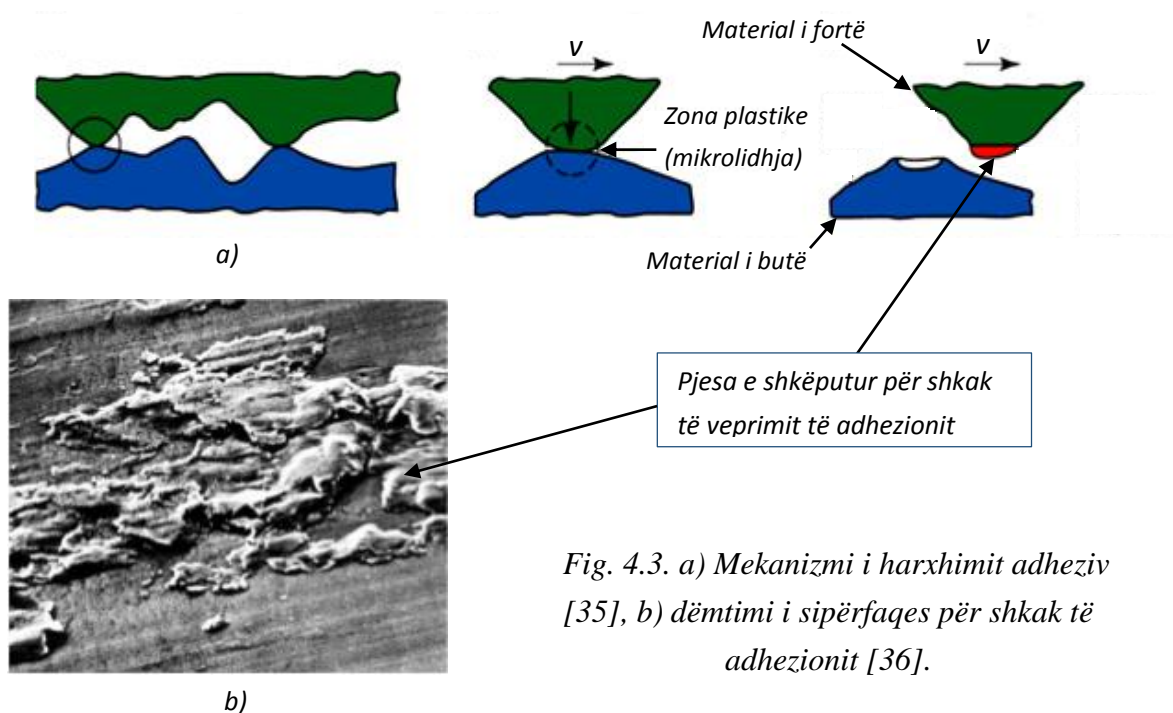 Material i fortë
v
v
Zona plastike
(mikrolidhja)
a)
Material i butë
Pjesa e shkëputur për shkak
të veprimit të adhezionit
Fig. 4.3. a) Mekanizmi i harxhimit adheziv
[35], b) dëmtimi i sipërfaqes për shkak të
adhezionit [36].
b)